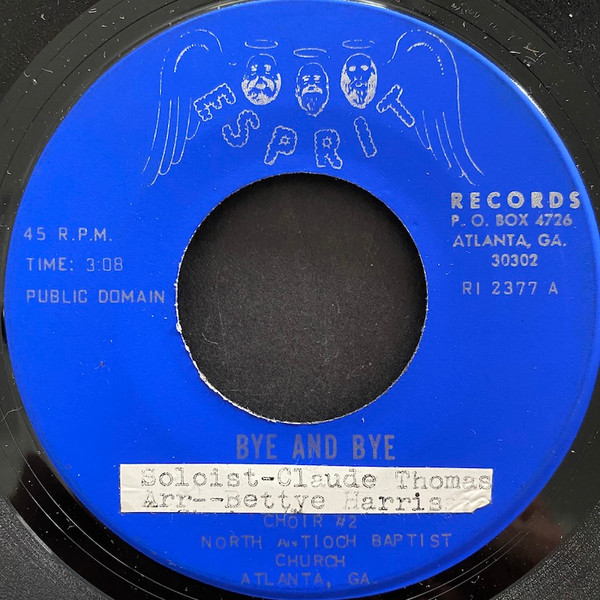 ESPRIT
RECORDS
P. O. BOX 4726
ATLANTA, GA.
30302
RI 2377 A
45 R.P.M.
TIME: 3:08
PUBLIC DOMAIN
BYE AND BYE
Soloist-Claude Thomas
Arr--Bettye Harris
CHOIR #2
NORTH ANTIOCH BAPTIST
CHURCH
ATLANTA, GA.